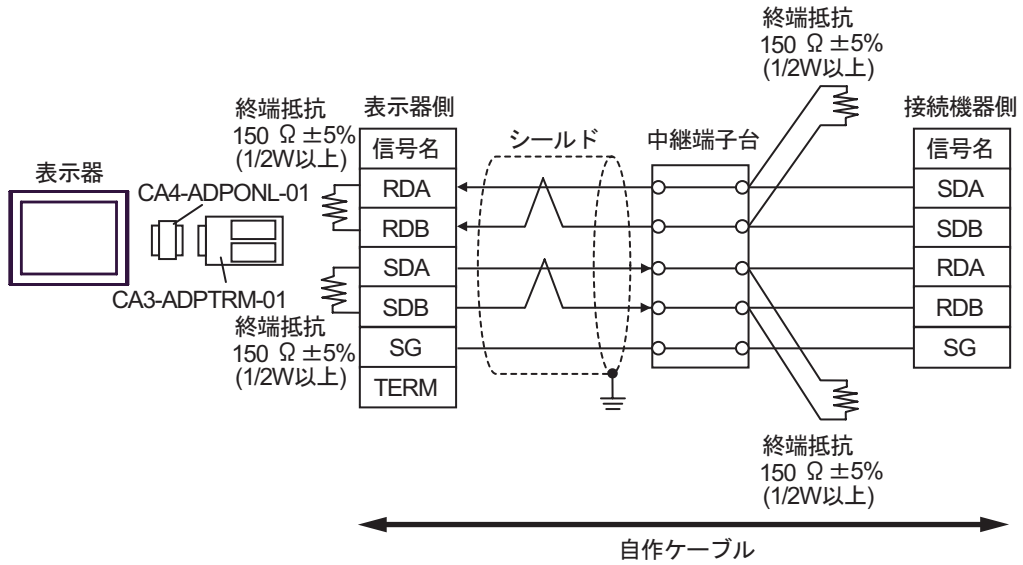 終端抵抗
150 Ω ±5%
(1/2W以上)
終端抵抗
150 Ω ±5%
(1/2W以上)
表示器側
シールド
中継端子台
接続機器側
表示器
CA4-ADPONL-01
CA3-ADPTRM-01
信号名
RDA
RDB
SDA
SDB
SG
TERM
信号名
SDA
SDB
RDA
RDB
SG
終端抵抗
150 Ω ±5%
(1/2W以上)
終端抵抗
150 Ω ±5%
(1/2W以上)
自作ケーブル